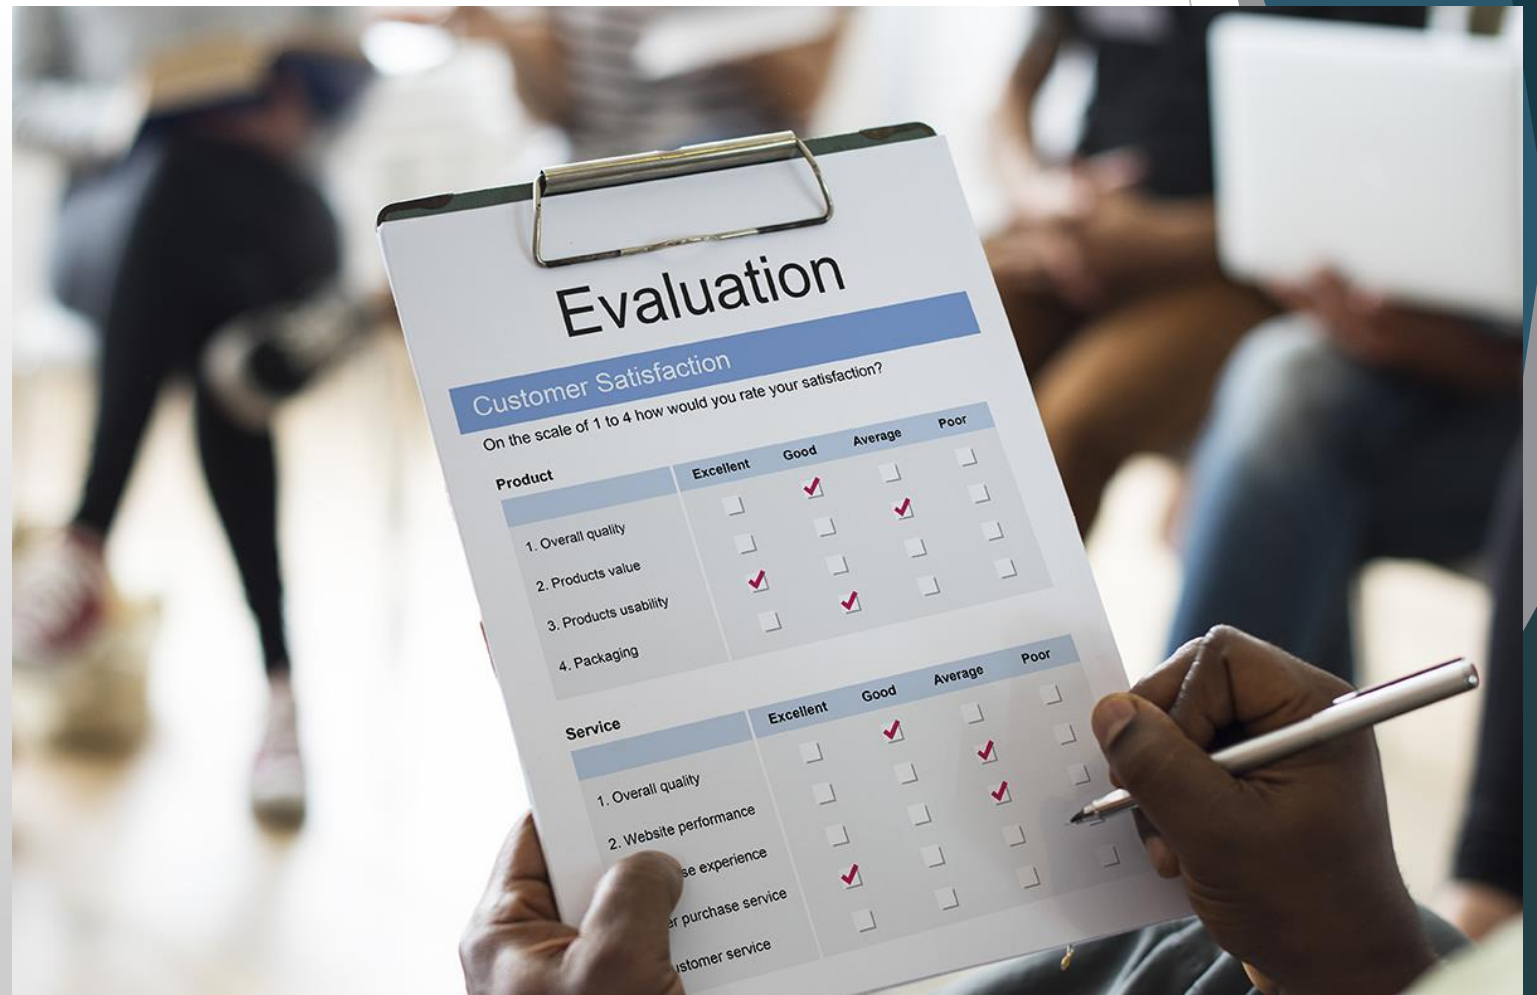 Evaluation
Customer Satisfaction
On the scale of 1 to 4 how would you rate your satisfaction?
Product Excellent Good Average Poor
1. Overall quality
2. Products value
3. Products usability
4. Packaging
Service Excellent Good Average Poor
1. Overall quality
2. Website performance
se experience
er purchase service
ustomer service